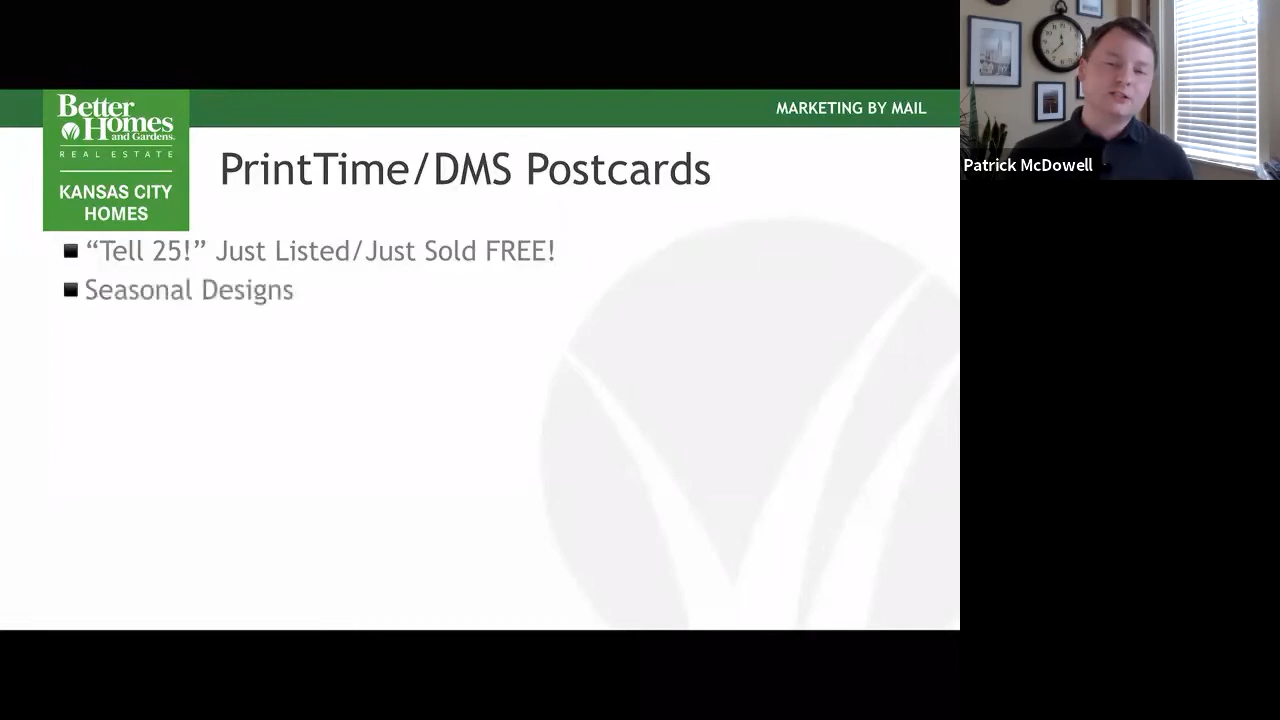 Better
Homes
and Gardens.
REAL ESTATE
KANSAS CITY
HOMES
MARKETING BY MAIL
PrintTime/DMS Postcards
“Tell 25!” Just Listed/Just Sold FREE!
Seasonal Designs
Patrick McDowell